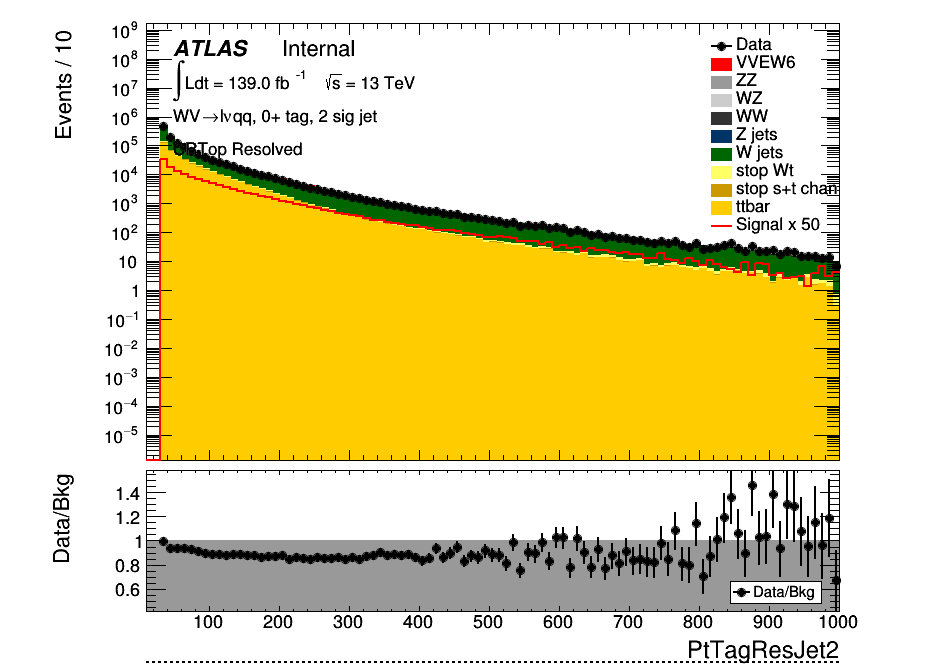 Events / 10
10⁹
10⁸
10⁷
10⁶
10⁵
10⁴
10³
10²
10
1
10⁻¹
10⁻²
10⁻³
10⁻⁴
10⁻⁵
ATLAS Internal
∫Ldt = 139.0 fb⁻¹ √s = 13 TeV
WV→lνqq, 0+ tag, 2 sig jet
Top Resolved
Data
VVEW6
ZZ
WZ
WW
Z jets
W jets
stop Wt
stop s+t chan
ttbar
Signal x 50
Data/Bkg
1.4
1.2
1
0.8
0.6
Data/Bkg
100 200 300 400 500 600 700 800 900 1000
PtTagResJet2